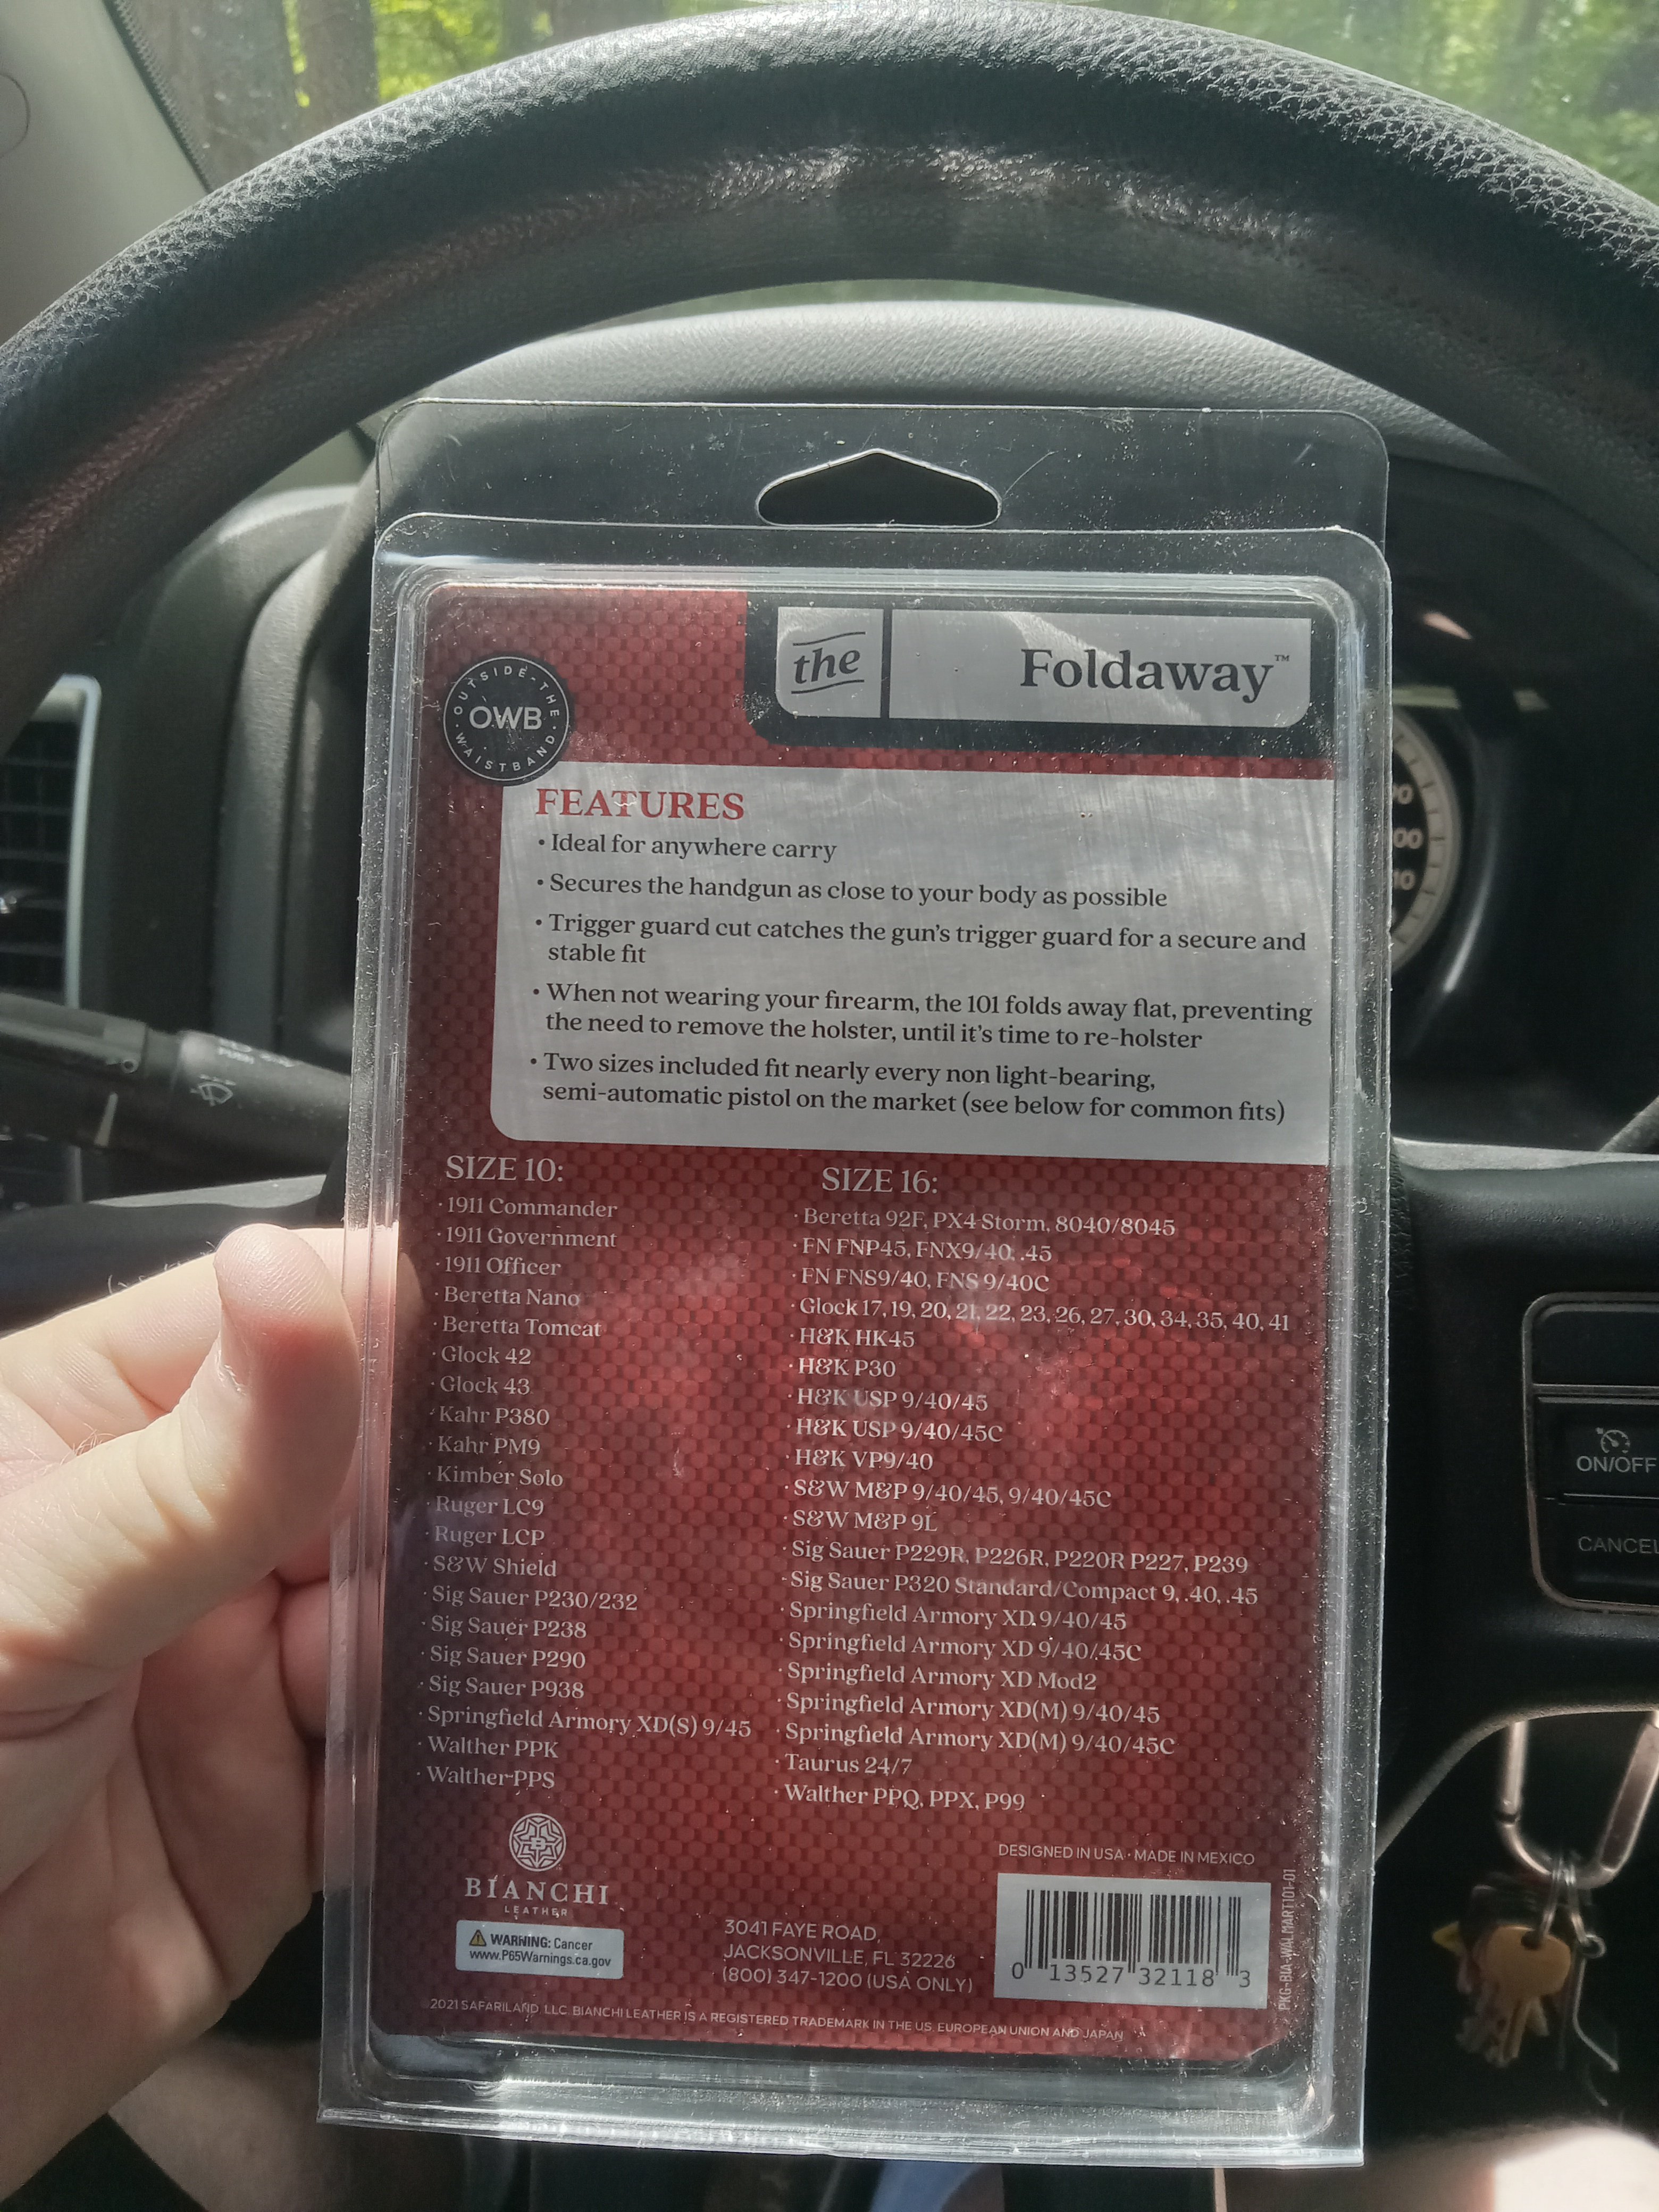 the Foldaway™
OUTSIDE-THE
OWB
WAISTBAND
FEATURES
• Ideal for anywhere carry
• Secures the handgun as close to your body as possible
• Trigger guard cut catches the gun's trigger guard for a secure and
stable fit
• When not wearing your firearm, the 101 folds away flat, preventing
the need to remove the holster, until it's time to re-holster
• Two sizes included fit nearly every non light-bearing,
semi-automatic pistol on the market (see below for common fits)
SIZE 10:
· 1911 Commander
· 1911 Government
· 1911 Officer
· Beretta Nano
· Beretta Tomcat
· Glock 42
· Glock 43
· Kahr P380
· Kahr PM9
· Kimber Solo
· Ruger LC9
· Ruger LCP
· S&W Shield
· Sig Sauer P230/232
· Sig Sauer P238
· Sig Sauer P290
· Sig Sauer P938
· Springfield Armory XD(S) 9/45
· Walther PPK
· Walther PPS
SIZE 16:
· Beretta 92F, PX4 Storm, 8040/8045
· FN FNP45, FNX9/40, .45
· FN FNS9/40, FNS 9/40C
· Glock 17, 19, 20, 21, 22, 23, 26, 27, 30, 34, 35, 40, 41
· H&K HK45
· H&K P30
· H&K USP 9/40/45
· H&K USP 9/40/45C
· H&K VP9/40
· S&W M&P 9/40/45, 9/40/45C
· S&W M&P 9L
· Sig Sauer P229R, P226R, P220R P227, P239
· Sig Sauer P320 Standard/Compact 9, .40, .45
· Springfield Armory XD 9/40/45
· Springfield Armory XD 9/40/45C
· Springfield Armory XD Mod2
· Springfield Armory XD(M) 9/40/45
· Springfield Armory XD(M) 9/40/45C
· Taurus 24/7
· Walther PPQ, PPX, P99
B
BIANCHI
LEATHER
WARNING: Cancer
www.P65Warnings.ca.gov
3041 FAYE ROAD,
JACKSONVILLE, FL 32226
(800) 347-1200 (USA ONLY)
DESIGNED IN USA · MADE IN MEXICO
0 13527 32118 3
PKG-BIA-WALMART101-01
2021 SAFARILAND, LLC. BIANCHI LEATHER IS A REGISTERED TRADEMARK IN THE US EUROPEAN UNION AND JAPAN
ON/OFF
CANCEL